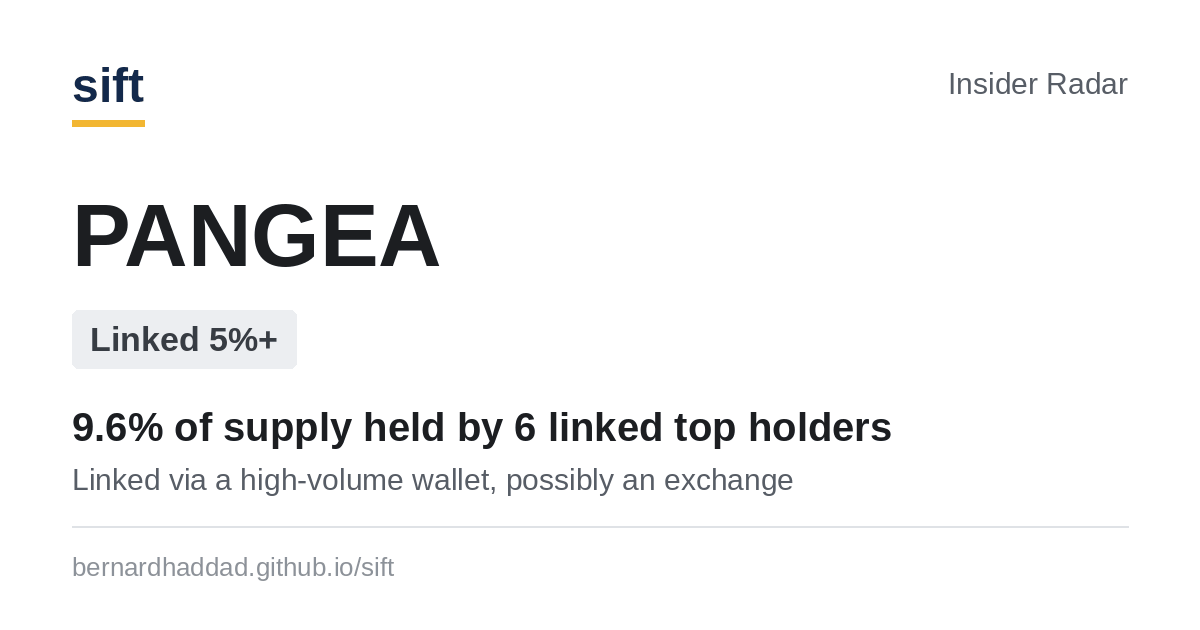 sift
Insider Radar
PANGEA
Linked 5%+
9.6% of supply held by 6 linked top holders
Linked via a high-volume wallet, possibly an exchange
bernardhaddad.github.io/sift